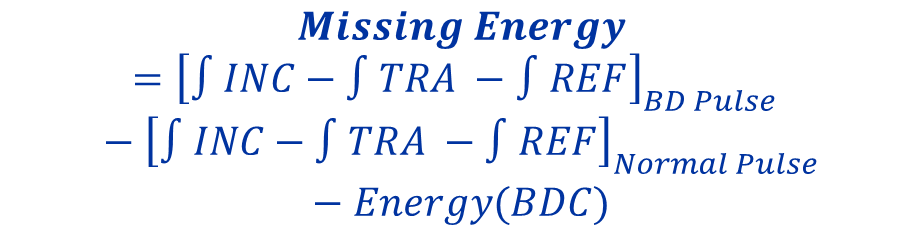 Missing Energy
= [∫ INC − ∫ TRA − ∫ REF]BD Pulse
− [∫ INC − ∫ TRA − ∫ REF]Normal Pulse
− Energy(BDC)